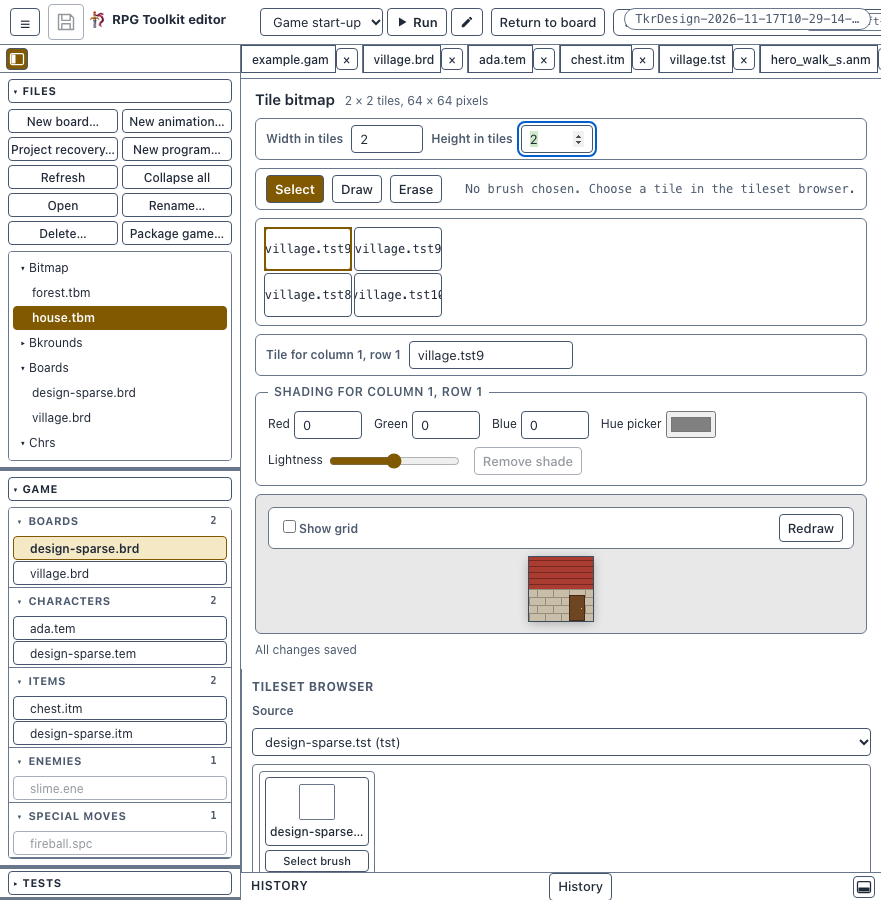 RPG Toolkit editor
Game start-up
Run
Return to board
TkrDesign-2026-11-17T10-29-14-…
example.gam ×
village.brd ×
ada.tem ×
chest.itm ×
village.tst ×
hero_walk_s.anm
FILES
New board...
New animation...
Project recovery...
New program...
Refresh
Collapse all
Open
Rename...
Delete...
Package game...
Bitmap
forest.tbm
house.tbm
Bkrounds
Boards
design-sparse.brd
village.brd
Chrs
GAME
BOARDS 2
design-sparse.brd
village.brd
CHARACTERS 2
ada.tem
design-sparse.tem
ITEMS 2
chest.itm
design-sparse.itm
ENEMIES 1
slime.ene
SPECIAL MOVES 1
fireball.spc
TESTS
Tile bitmap 2 × 2 tiles, 64 × 64 pixels
Width in tiles 2 Height in tiles 2
Select Draw Erase No brush chosen. Choose a tile in the tileset browser.
village.tst9 village.tst9
village.tst8 village.tst10
Tile for column 1, row 1 village.tst9
SHADING FOR COLUMN 1, ROW 1
Red 0 Green 0 Blue 0 Hue picker
Lightness Remove shade
Show grid Redraw
All changes saved
TILESET BROWSER
Source
design-sparse.tst (tst)
design-sparse...
Select brush
HISTORY History